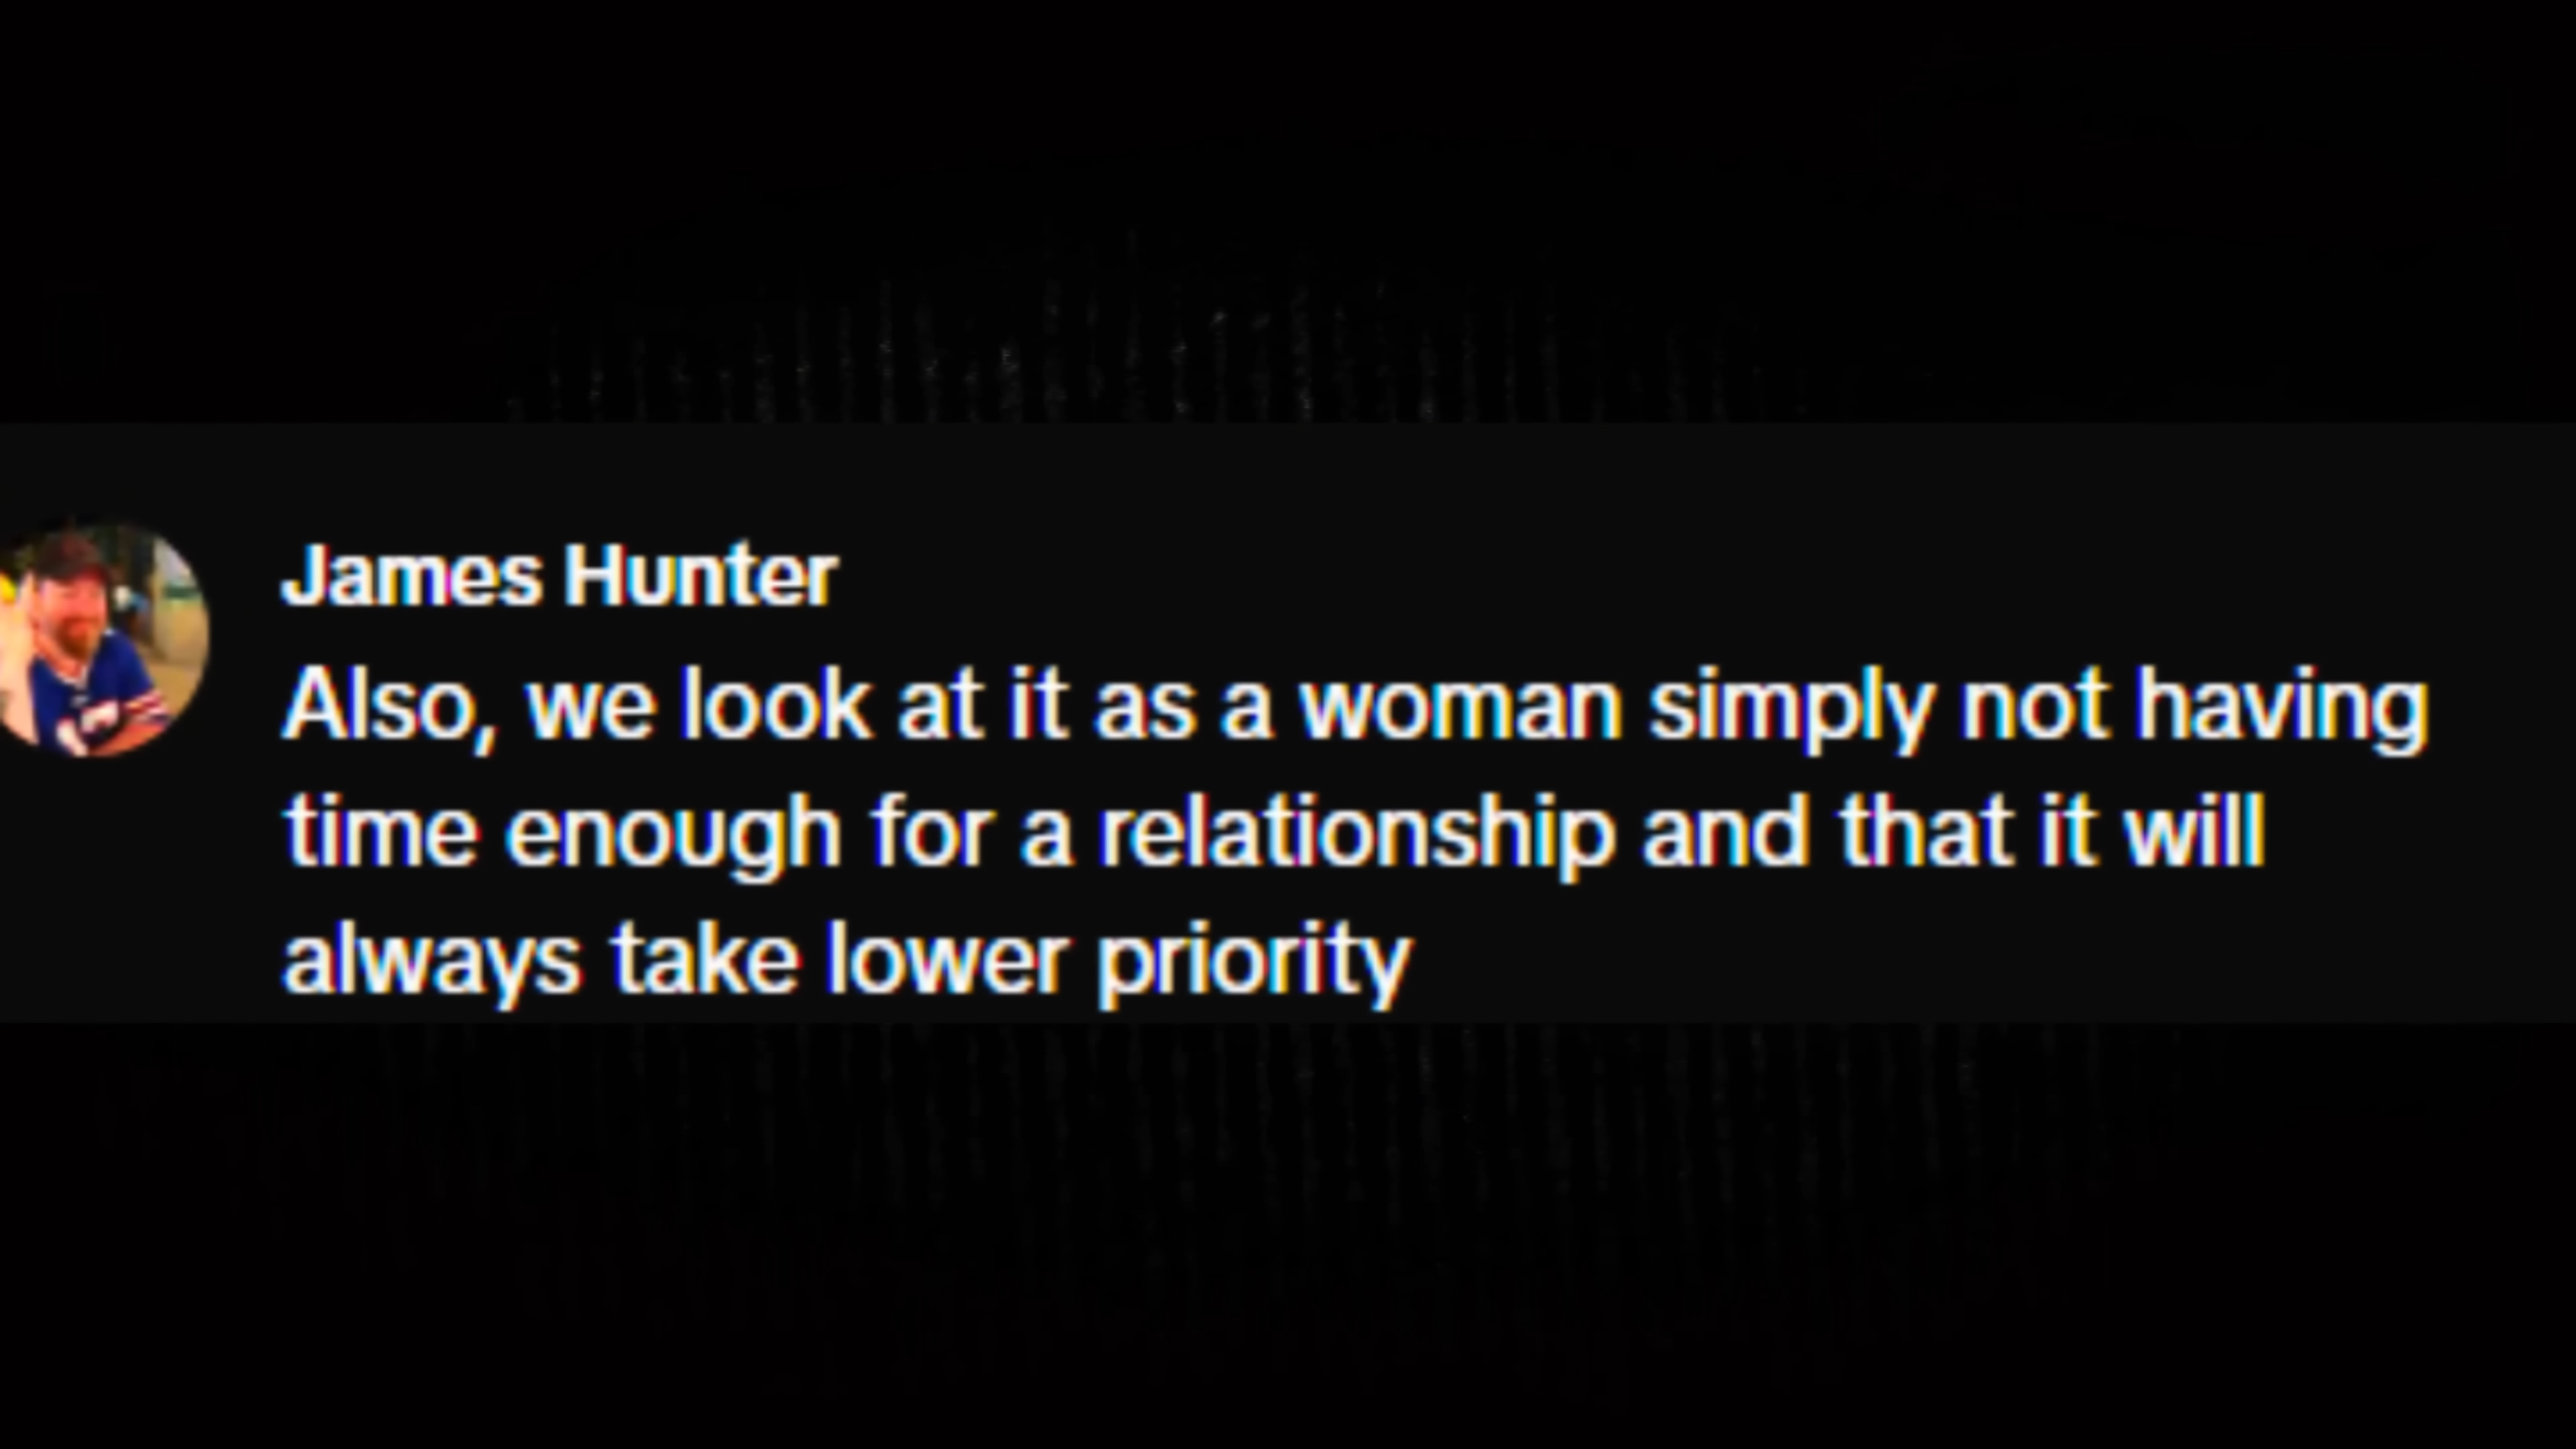 James Hunter
Also, we look at it as a woman simply not having
time enough for a relationship and that it will
always take lower priority